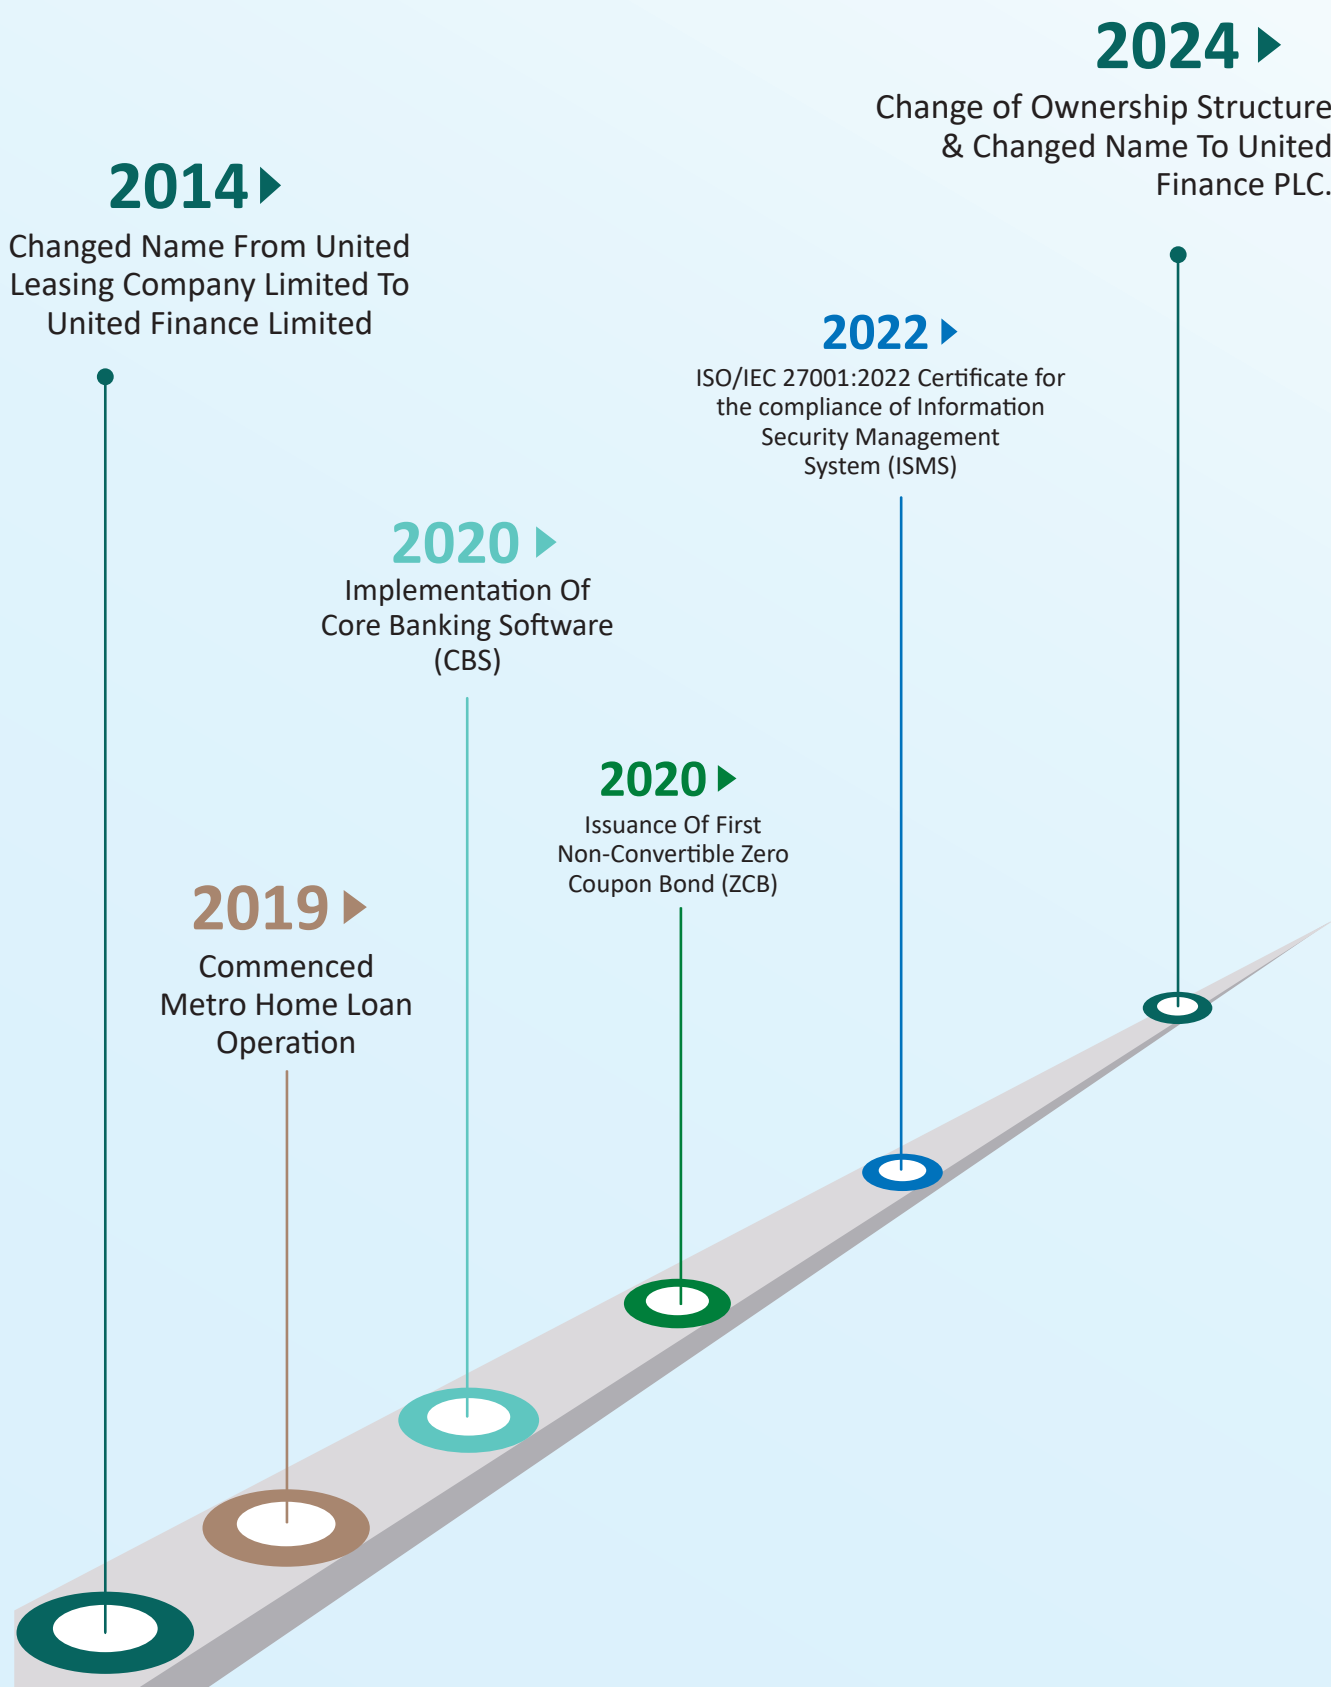 2014
Changed Name From United
Leasing Company Limited To
United Finance Limited
2019
Commenced
Metro Home Loan
Operation
2020
Implementation Of
Core Banking Software
(CBS)
2020
Issuance Of First
Non-Convertible Zero
Coupon Bond (ZCB)
2022
ISO/IEC 27001:2022 Certificate for
the compliance of Information
Security Management
System (ISMS)
2024
Change of Ownership Structure
& Changed Name To United
Finance PLC.